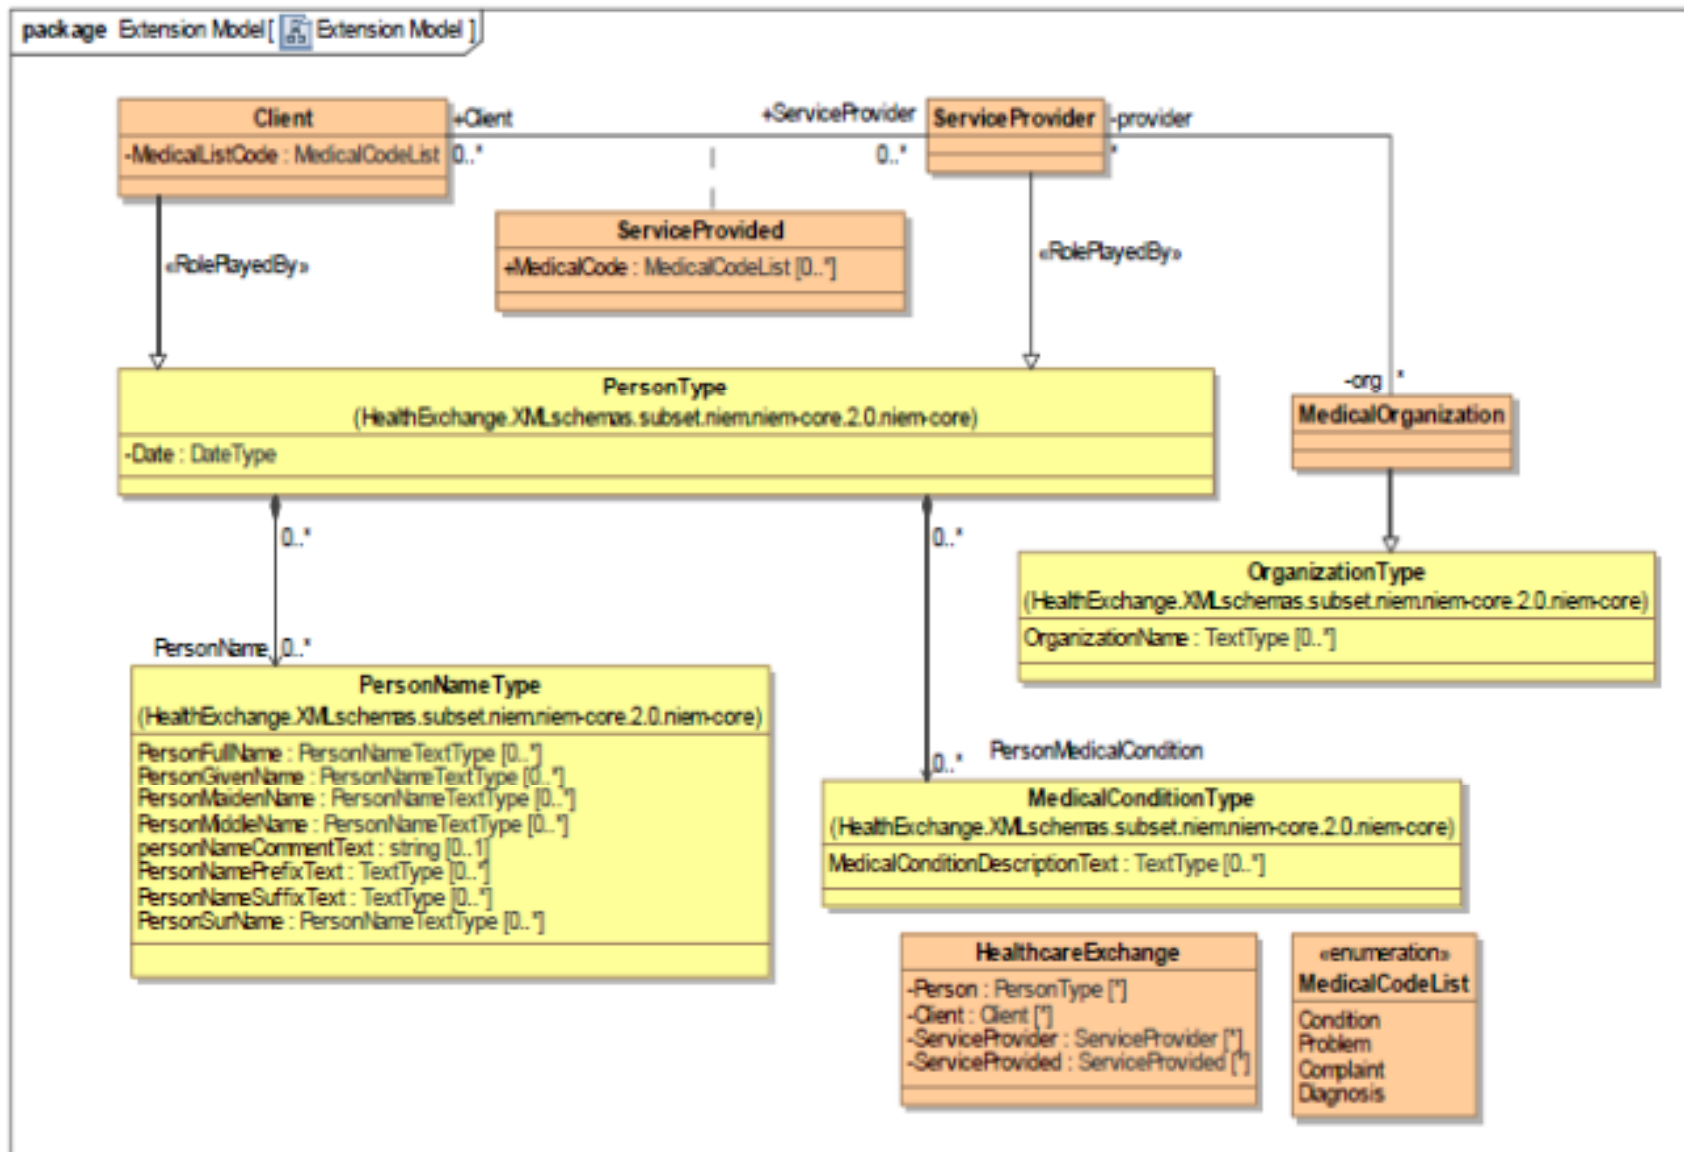 package Extension Model [ Extension Model ]
Client
-MedicalListCode : MedicalCodeList
+Client
0..*
+ServiceProvider
0..*
ServiceProvider
-provider
*
ServiceProvided
+MedicalCode : MedicalCodeList [0..*]
«RolePlayedBy»
«RolePlayedBy»
PersonType
(HealthExchange.XMLschemas.subset.niem.niem-core.2.0.niem-core)
-Date : DateType
-org *
MedicalOrganization
0..*
0..*
OrganizationType
(HealthExchange.XMLschemas.subset.niem.niem-core.2.0.niem-core)
OrganizationName : TextType [0..*]
PersonName 0..*
PersonNameType
(HealthExchange.XMLschemas.subset.niem.niem-core.2.0.niem-core)
PersonFullName : PersonNameTextType [0..*]
PersonGivenName : PersonNameTextType [0..*]
PersonMaidenName : PersonNameTextType [0..*]
PersonMiddleName : PersonNameTextType [0..*]
personNameCommentText : string [0..1]
PersonNamePrefixText : TextType [0..*]
PersonNameSuffixText : TextType [0..*]
PersonSurName : PersonNameTextType [0..*]
0..* PersonMedicalCondition
MedicalConditionType
(HealthExchange.XMLschemas.subset.niem.niem-core.2.0.niem-core)
MedicalConditionDescriptionText : TextType [0..*]
HealthcareExchange
-Person : PersonType [*]
-Client : Client [*]
-ServiceProvider : ServiceProvider [*]
-ServiceProvided : ServiceProvided [*]
«enumeration»
MedicalCodeList
Condition
Problem
Complaint
Diagnosis